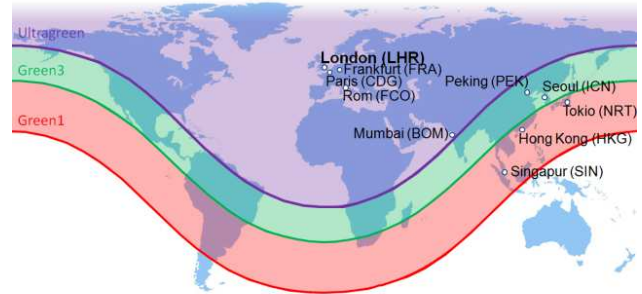 Ultragreen
London (LHR)
Frankfurt (FRA)
Green3
Paris (CDG)
Peking (PEK)
Seoul (ICN)
Rom (FCO)
Tokio (NRT)
Green1
Mumbai (BOM)
Hong Kong (HKG)
Singapur (SIN)